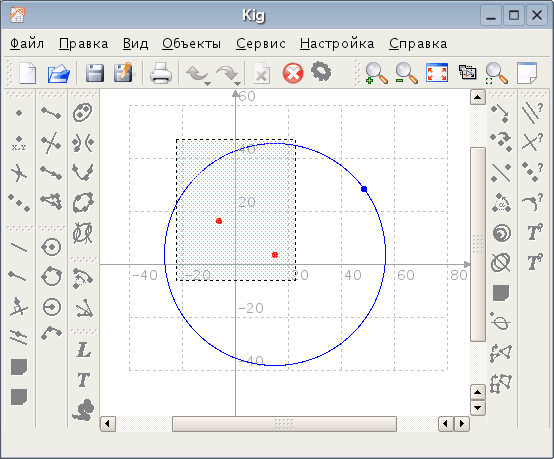 Kig
Файл Правка Вид Объекты Сервис Настройка Справка
X,Y
?
?
?
?
?
T?
T?
L
T
60
40
20
-40 -20 20 40 60 80
-20
-40